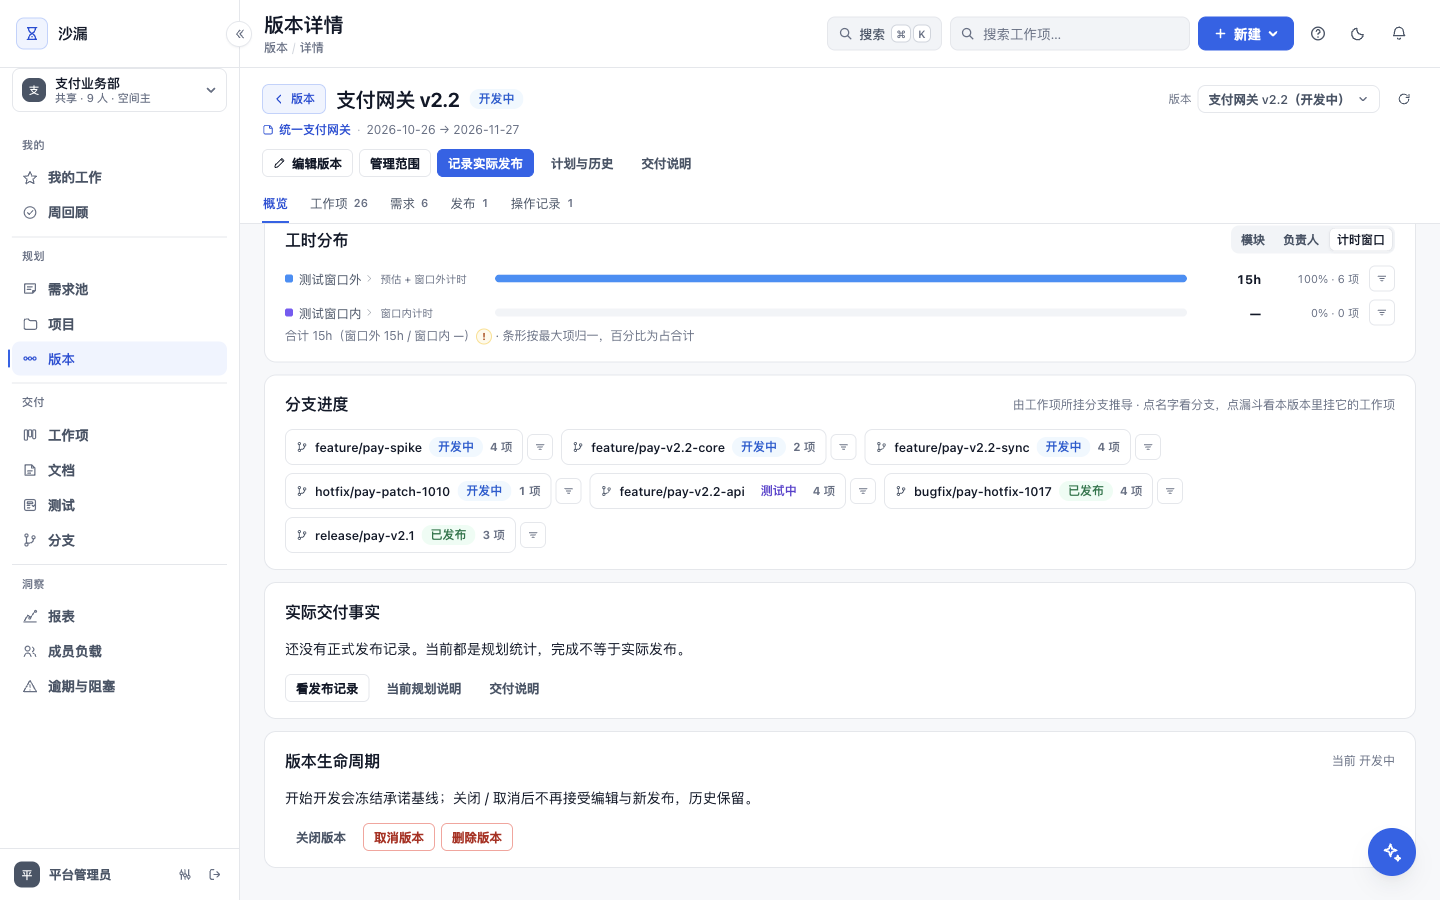 沙漏
支
支付业务部
共享 · 9 人 · 空间主
我的
我的工作
周回顾
规划
需求池
项目
版本
交付
工作项
文档
测试
分支
洞察
报表
成员负载
逾期与阻塞
平
平台管理员
版本详情
版本 / 详情
搜索 ⌘ K
搜索工作项...
+ 新建
版本
支付网关 v2.2
开发中
版本
支付网关 v2.2（开发中）
统一支付网关 · 2026-10-26 → 2026-11-27
编辑版本
管理范围
记录实际发布
计划与历史
交付说明
概览
工作项 26
需求 6
发布 1
操作记录 1
工时分布
模块
负责人
计时窗口
测试窗口外 预估 + 窗口外计时 15h 100% · 6 项
测试窗口内 窗口内计时 — 0% · 0 项
合计 15h（窗口外 15h / 窗口内 —） ! · 条形按最大项归一，百分比为占合计
分支进度
由工作项所挂分支推导 · 点名字看分支，点漏斗看本版本里挂它的工作项
feature/pay-spike 开发中 4 项
feature/pay-v2.2-core 开发中 2 项
feature/pay-v2.2-sync 开发中 4 项
hotfix/pay-patch-1010 开发中 1 项
feature/pay-v2.2-api 测试中 4 项
bugfix/pay-hotfix-1017 已发布 4 项
release/pay-v2.1 已发布 3 项
实际交付事实
还没有正式发布记录。当前都是规划统计，完成不等于实际发布。
看发布记录
当前规划说明
交付说明
版本生命周期
当前 开发中
开始开发会冻结承诺基线；关闭 / 取消后不再接受编辑与新发布，历史保留。
关闭版本
取消版本
删除版本